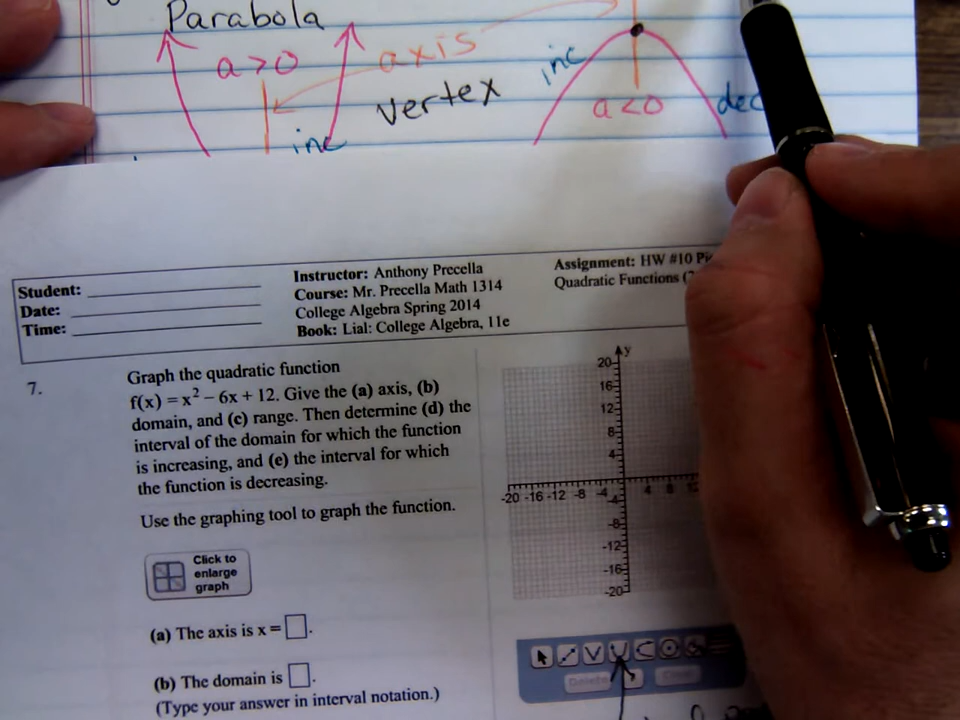 Parabola
a>0
axis
inc
vertex
inc
a<0
dec
Student:
Date:
Time:
Instructor: Anthony Precella
Course: Mr. Precella Math 1314
College Algebra Spring 2014
Book: Lial: College Algebra, 11e
Assignment: HW #10
Quadratic Functions
7.
Graph the quadratic function
f(x) = x² – 6x + 12. Give the (a) axis, (b)
domain, and (c) range. Then determine (d) the
interval of the domain for which the function
is increasing, and (e) the interval for which
the function is decreasing.
Use the graphing tool to graph the function.
Click to
enlarge
graph
(a) The axis is x = .
(b) The domain is .
(Type your answer in interval notation.)
y
20
16
12
8
4
-20 -16 -12 -8 -4 4 8
-4
-8
-12
-16
-20
Delete
Clear